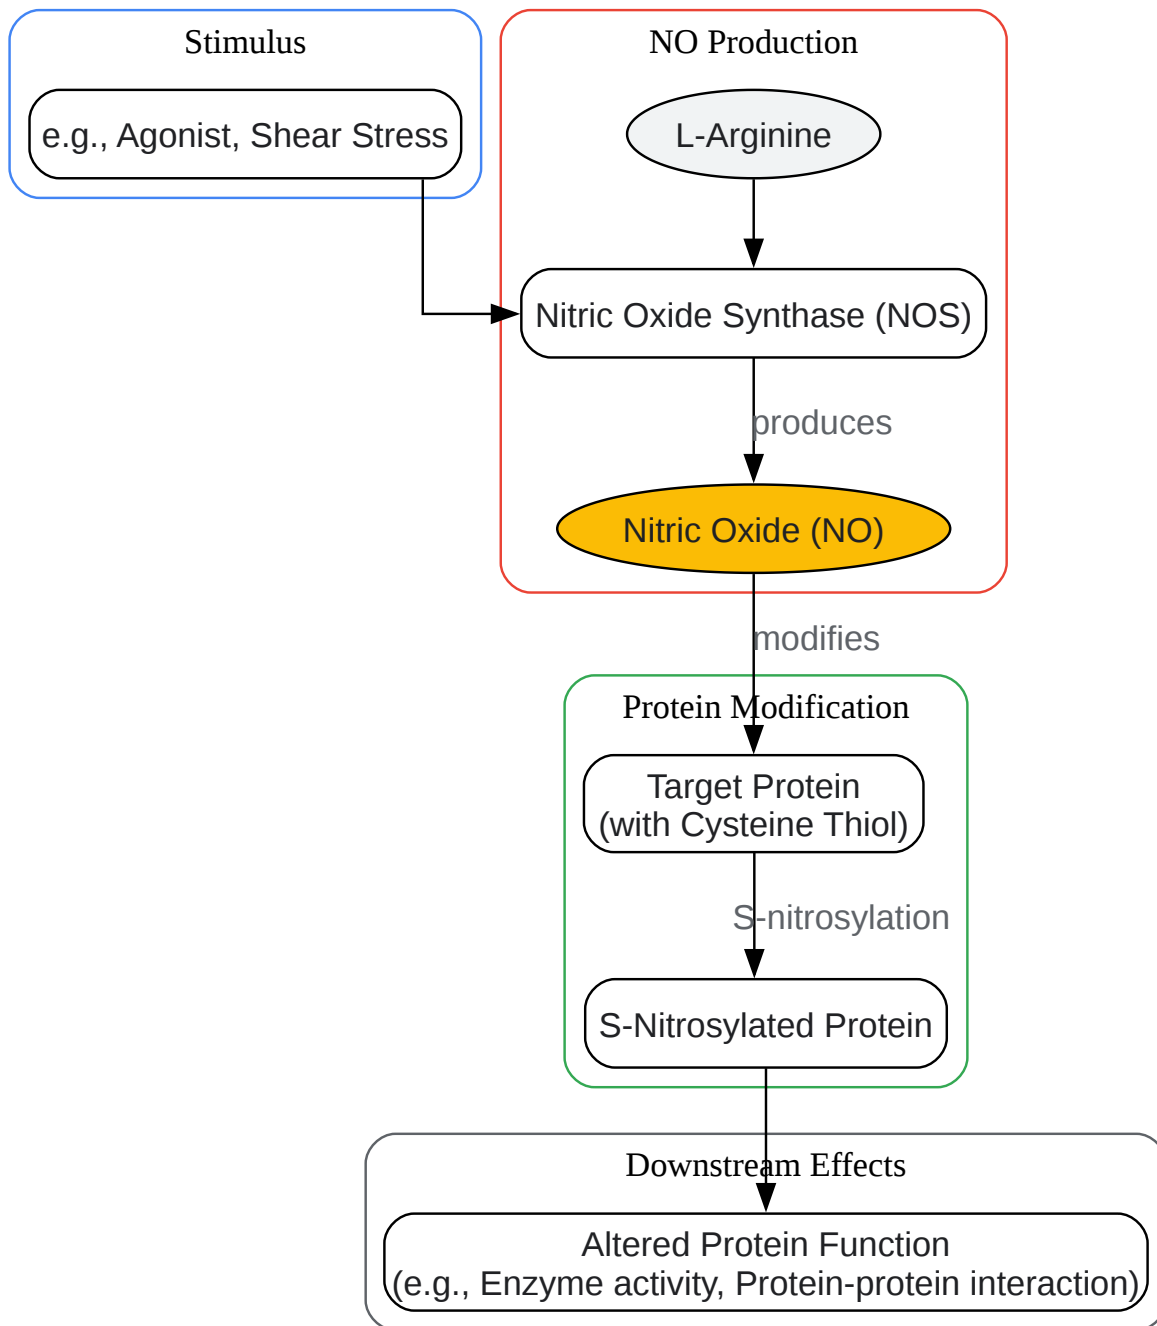 Stimulus
e.g., Agonist, Shear Stress
NO Production
L-Arginine
Nitric Oxide Synthase (NOS)
produces
Nitric Oxide (NO)
modifies
Protein Modification
Target Protein
(with Cysteine Thiol)
S-nitrosylation
S-Nitrosylated Protein
Downstream Effects
Altered Protein Function
(e.g., Enzyme activity, Protein-protein interaction)